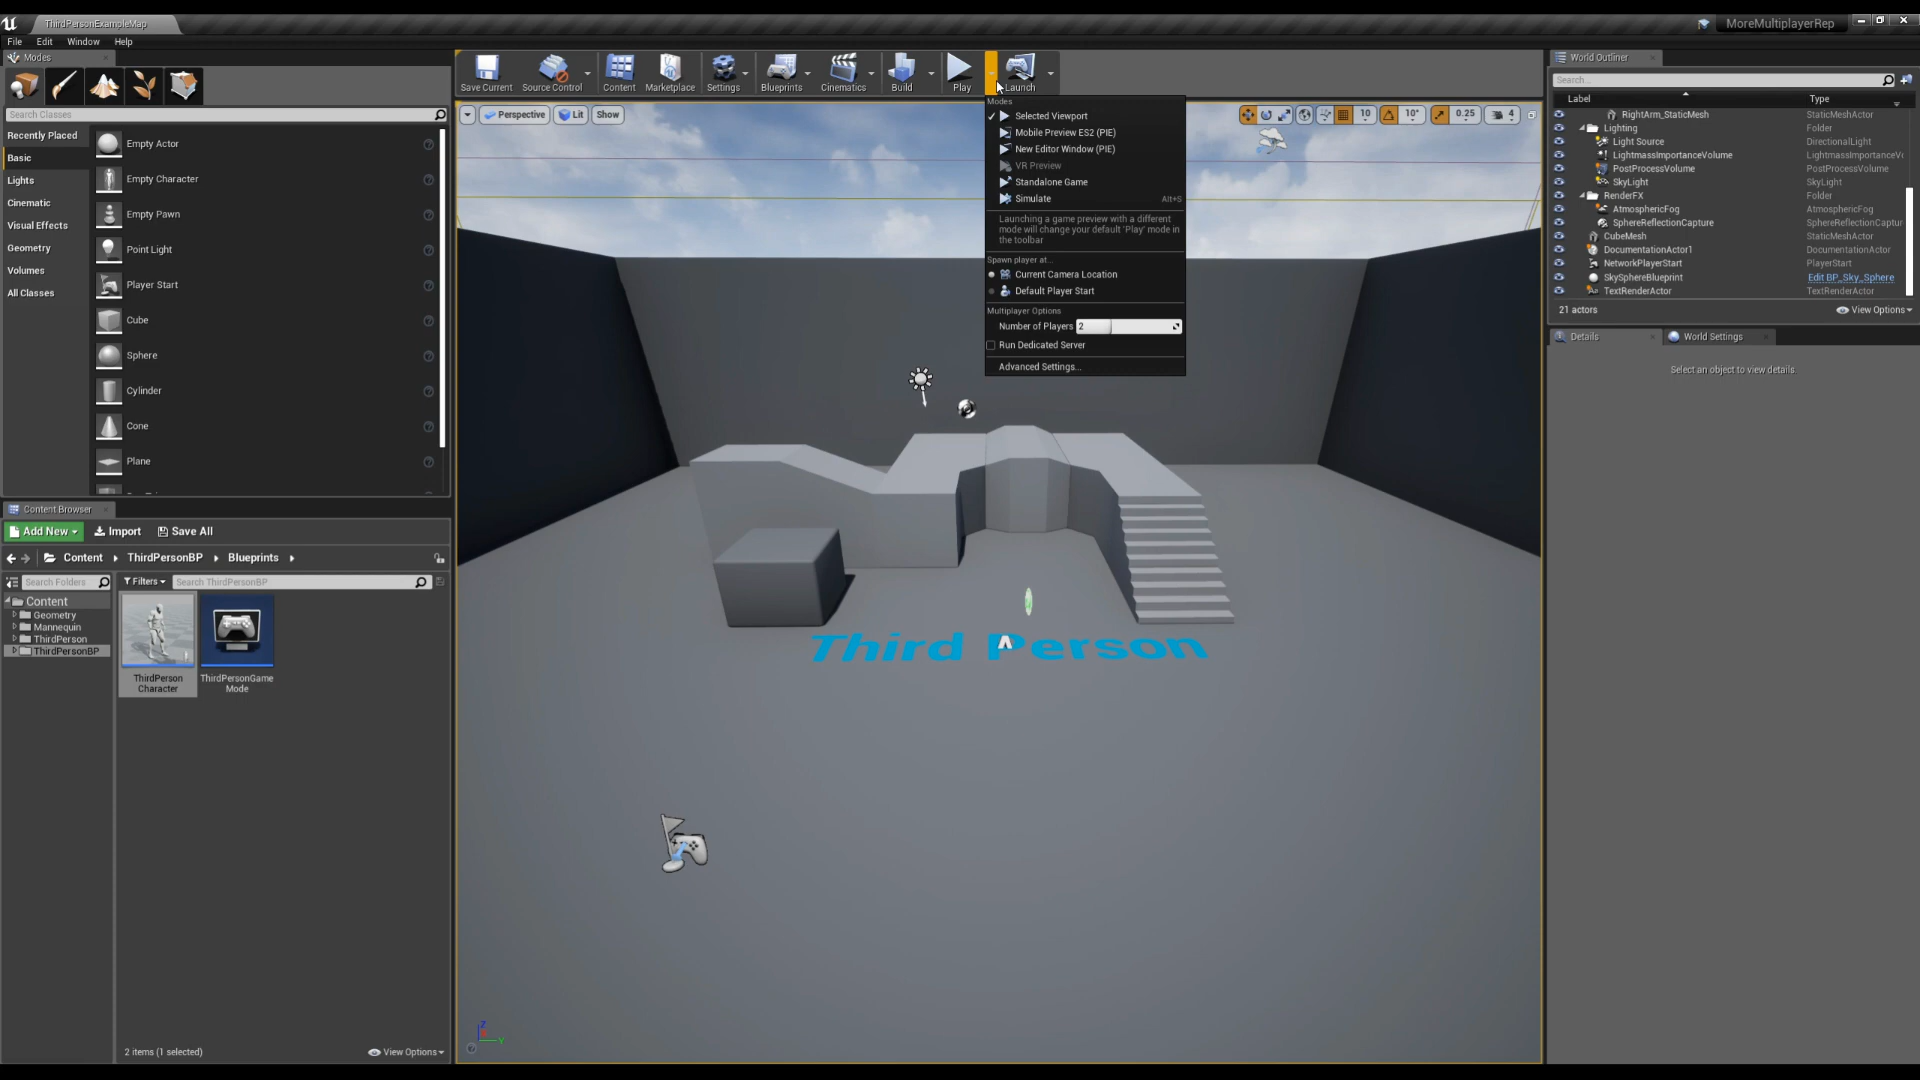 ThirdPersonExampleMap
MoreMultiplayerRep
File Edit Window Help
Modes
Search Classes
Recently Placed
Basic
Lights
Cinematic
Visual Effects
Geometry
Volumes
All Classes
Empty Actor
Empty Character
Empty Pawn
Point Light
Player Start
Cube
Sphere
Cylinder
Cone
Plane
Save Current
Source Control
Content
Marketplace
Settings
Blueprints
Cinematics
Build
Play
Launch
Perspective
Lit
Show
10
10°
0.25
4
Modes
Selected Viewport
Mobile Preview ES2 (PIE)
New Editor Window (PIE)
VR Preview
Standalone Game
Simulate Alt+S
Launching a game preview with a different
mode will change your default 'Play' mode in
the toolbar
Spawn player at...
Current Camera Location
Default Player Start
Multiplayer Options
Number of Players 2
Run Dedicated Server
Advanced Settings...
Third Person
Z
Y
World Outliner
Search...
Label Type
RightArm_StaticMesh StaticMeshActor
Lighting Folder
Light Source DirectionalLight
LightmassImportanceVolume LightmassImportanceV
PostProcessVolume PostProcessVolume
SkyLight SkyLight
RenderFX Folder
AtmosphericFog AtmosphericFog
SphereReflectionCapture SphereReflectionCaptur
CubeMesh StaticMeshActor
DocumentationActor1 DocumentationActor
NetworkPlayerStart PlayerStart
SkySphereBlueprint Edit BP_Sky_Sphere
TextRenderActor TextRenderActor
21 actors
View Options
Details
World Settings
Select an object to view details
Content Browser
Add New
Import
Save All
Content ThirdPersonBP Blueprints
Search Folders
Filters
Search ThirdPersonBP
Content
Geometry
Mannequin
ThirdPerson
ThirdPersonBP
ThirdPerson
Character
ThirdPersonGame
Mode
2 items (1 selected)
View Options